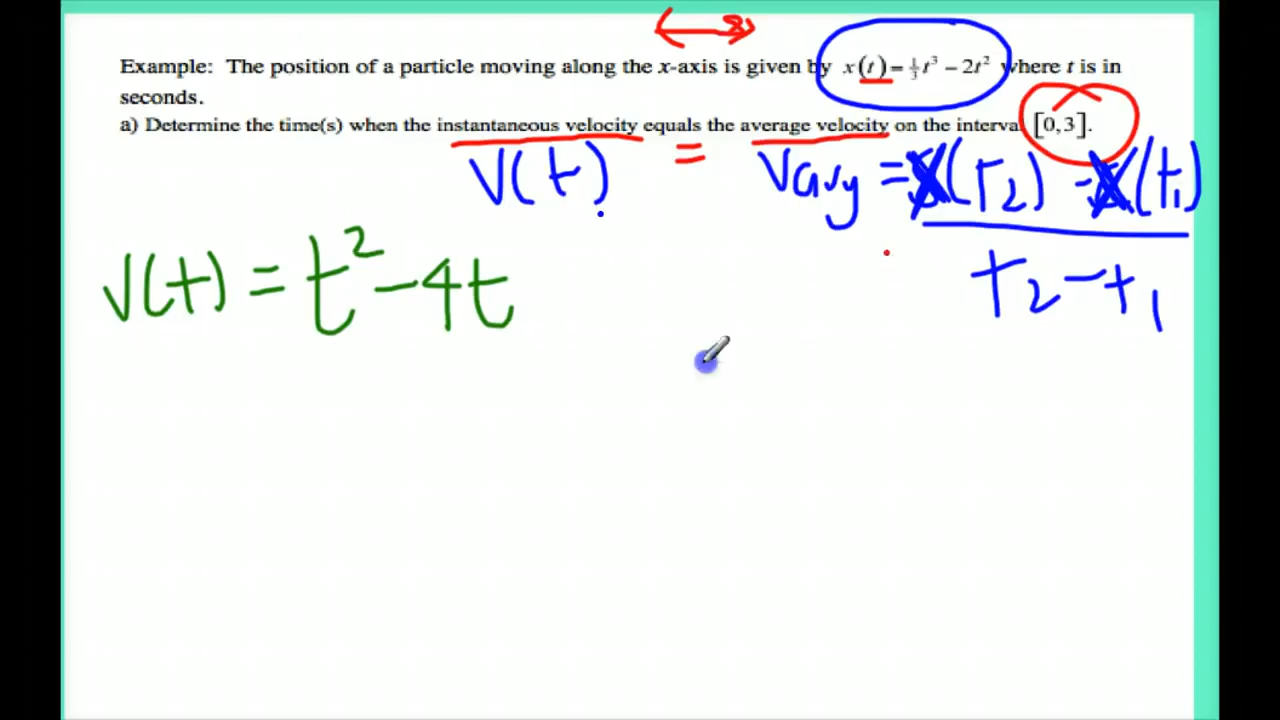 Example: The position of a particle moving along the x-axis is given by x(t) = ⅓t³ − 2t² where t is in
seconds.
a) Determine the time(s) when the instantaneous velocity equals the average velocity on the interval [0,3].
v(t) = Vavg = x(t₂) − x(t₁)
t₂ − t₁
v(t) = t² − 4t